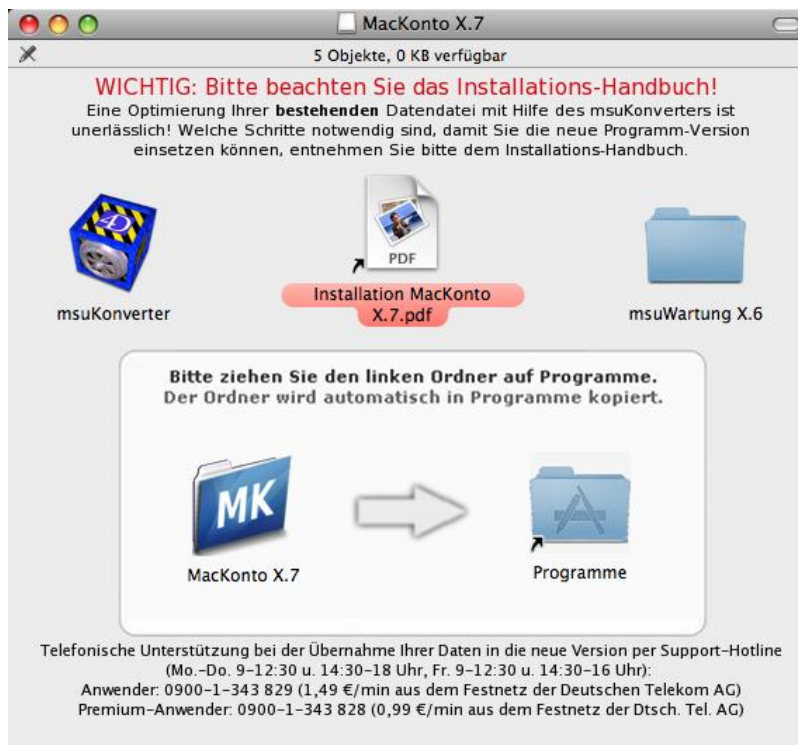 MacKonto X.7
5 Objekte, 0 KB verfügbar
WICHTIG: Bitte beachten Sie das Installations-Handbuch!
Eine Optimierung Ihrer bestehenden Datendatei mit Hilfe des msuKonverters ist
unerlässlich! Welche Schritte notwendig sind, damit Sie die neue Programm-Version
einsetzen können, entnehmen Sie bitte dem Installations-Handbuch.
4D
PDF
msuKonverter
Installation MacKonto
X.7.pdf
msuWartung X.6
Bitte ziehen Sie den linken Ordner auf Programme.
Der Ordner wird automatisch in Programme kopiert.
MK
MacKonto X.7
Programme
Telefonische Unterstützung bei der Übernahme Ihrer Daten in die neue Version per Support-Hotline
(Mo.-Do. 9-12:30 u. 14:30-18 Uhr, Fr. 9-12:30 u. 14:30-16 Uhr):
Anwender: 0900-1-343 829 (1,49 €/min aus dem Festnetz der Deutschen Telekom AG)
Premium-Anwender: 0900-1-343 828 (0,99 €/min aus dem Festnetz der Dtsch. Tel. AG)